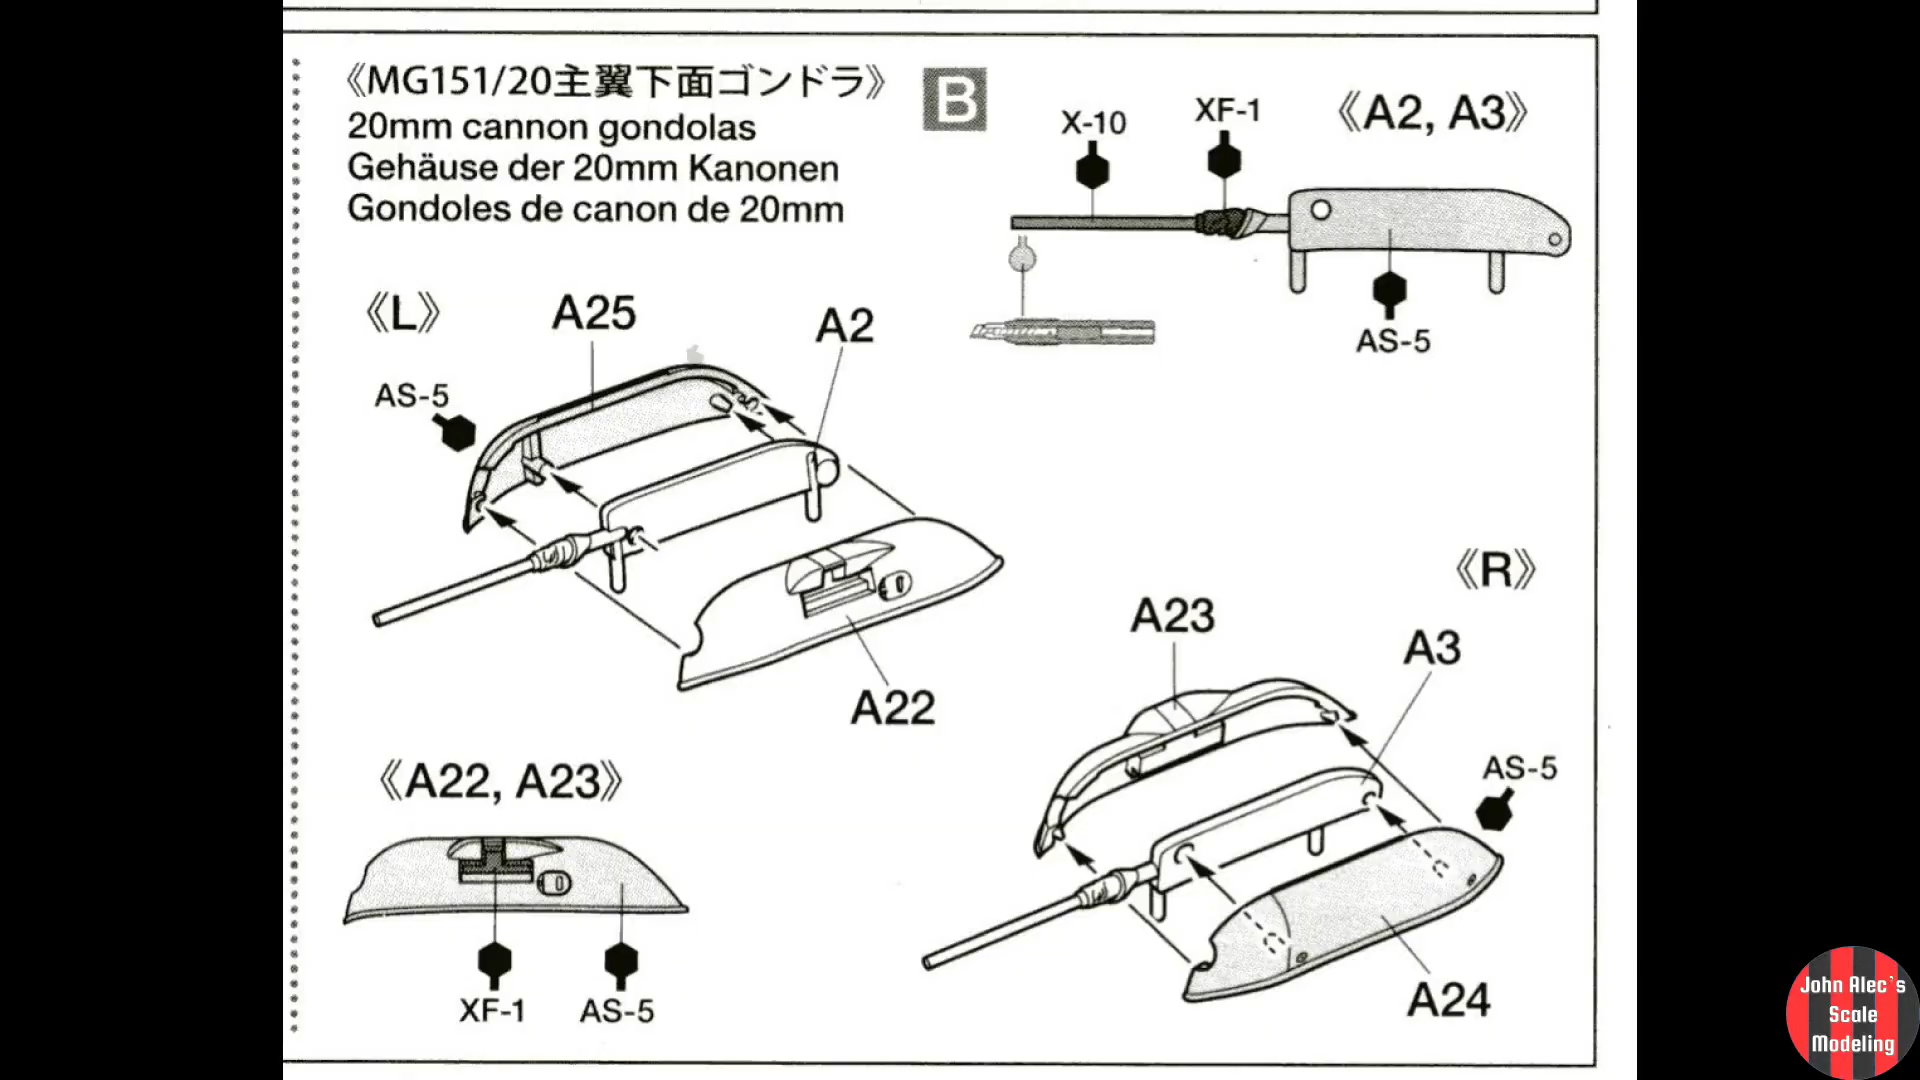 《MG151/20主翼下面ゴンドラ》
20mm cannon gondolas
Gehäuse der 20mm Kanonen
Gondoles de canon de 20mm
B
X-10
XF-1
《A2, A3》
AS-5
《L》
A25
A2
AS-5
A22
《R》
A23
A3
AS-5
A24
《A22, A23》
XF-1
AS-5
John Alec's
Scale
Modeling